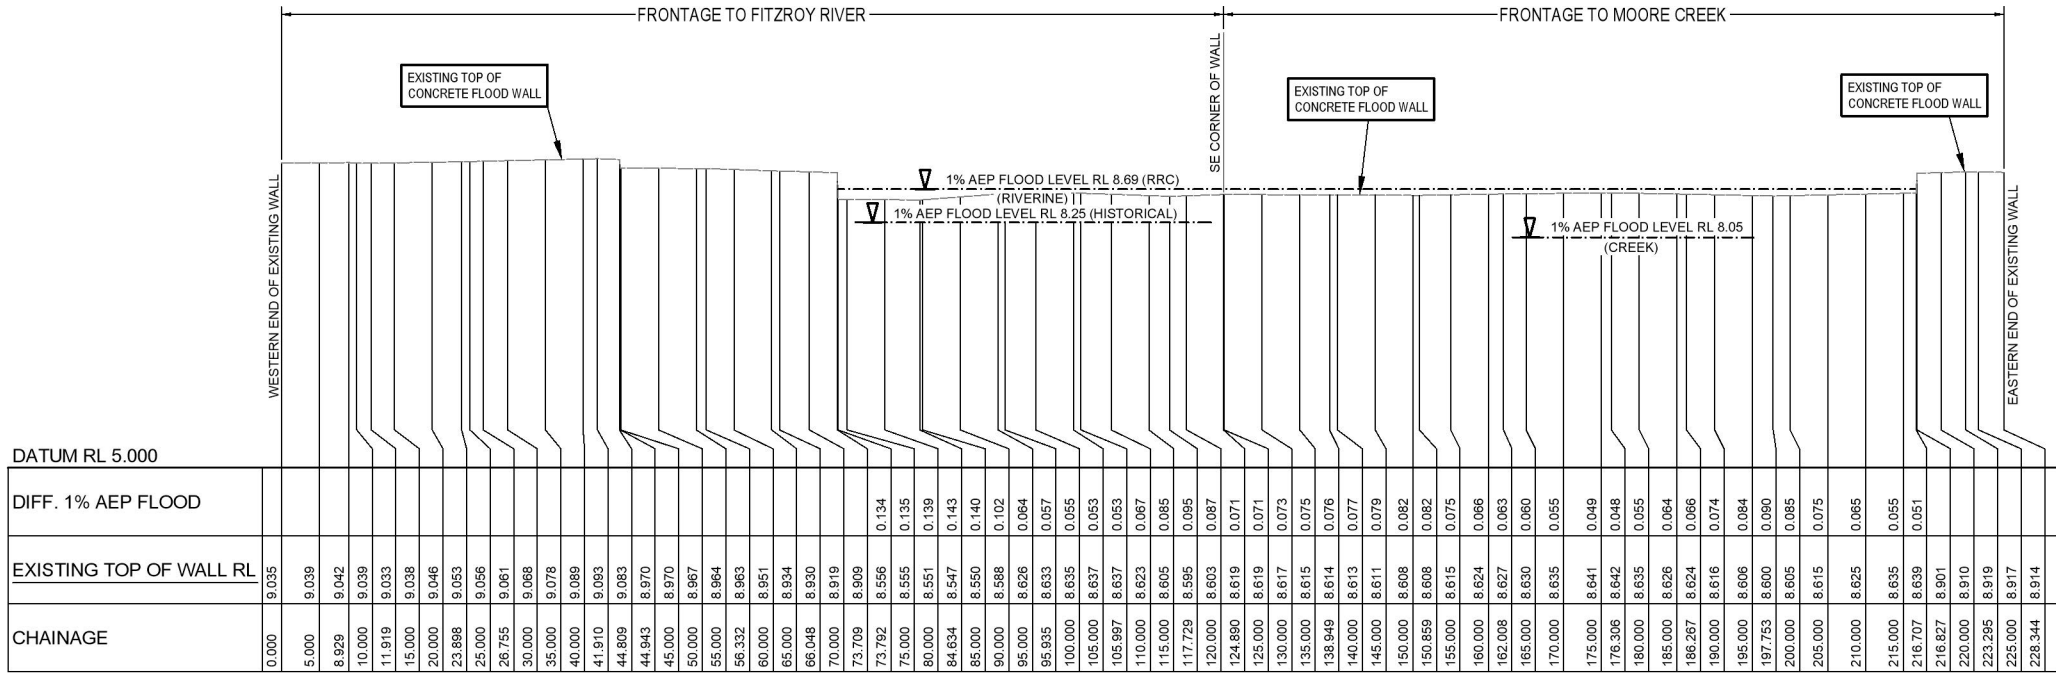 FRONTAGE TO FITZROY RIVER
FRONTAGE TO MOORE CREEK
EXISTING TOP OF
CONCRETE FLOOD WALL
EXISTING TOP OF
CONCRETE FLOOD WALL
EXISTING TOP OF
CONCRETE FLOOD WALL
WESTERN END OF EXISTING WALL
SE CORNER OF WALL
EASTERN END OF EXISTING WALL
1% AEP FLOOD LEVEL RL 8.69 (RRC)
(RIVERINE)
1% AEP FLOOD LEVEL RL 8.25 (HISTORICAL)
1% AEP FLOOD LEVEL RL 8.05
(CREEK)
DATUM RL 5.000
DIFF. 1% AEP FLOOD 0.134 0.135 0.139 0.143 0.140 0.102 0.064 0.057 0.055 0.053 0.053 0.067 0.085 0.095 0.087 0.071 0.071 0.073 0.075 0.076 0.077 0.079 0.082 0.082 0.075 0.066 0.063 0.060 0.055 0.049 0.048 0.055 0.064 0.066 0.074 0.084 0.090 0.085 0.075 0.065 0.055 0.051
EXISTING TOP OF WALL RL 9.035 9.039 9.042 9.039 9.033 9.038 9.046 9.053 9.056 9.061 9.068 9.078 9.089 9.093 9.083 8.970 8.970 8.967 8.964 8.963 8.951 8.934 8.930 8.919 8.909 8.556 8.555 8.551 8.547 8.550 8.588 8.626 8.633 8.635 8.637 8.637 8.623 8.605 8.595 8.603 8.619 8.619 8.617 8.615 8.614 8.613 8.611 8.608 8.608 8.615 8.624 8.627 8.630 8.635 8.641 8.642 8.635 8.626 8.624 8.616 8.606 8.600 8.605 8.615 8.625 8.635 8.639 8.901 8.910 8.919 8.917 8.914
CHAINAGE 0.000 5.000 8.929 10.000 11.919 15.000 20.000 23.898 25.000 26.755 30.000 35.000 40.000 41.910 44.809 44.943 45.000 50.000 55.000 56.332 60.000 65.000 66.048 70.000 73.709 73.792 75.000 80.000 84.634 85.000 90.000 95.000 95.935 100.000 105.000 105.997 110.000 115.000 117.729 120.000 124.890 125.000 130.000 135.000 138.949 140.000 145.000 150.000 150.859 155.000 160.000 162.008 165.000 170.000 175.000 176.306 180.000 185.000 186.267 190.000 195.000 197.753 200.000 205.000 210.000 215.000 216.707 216.827 220.000 223.295 225.000 228.344